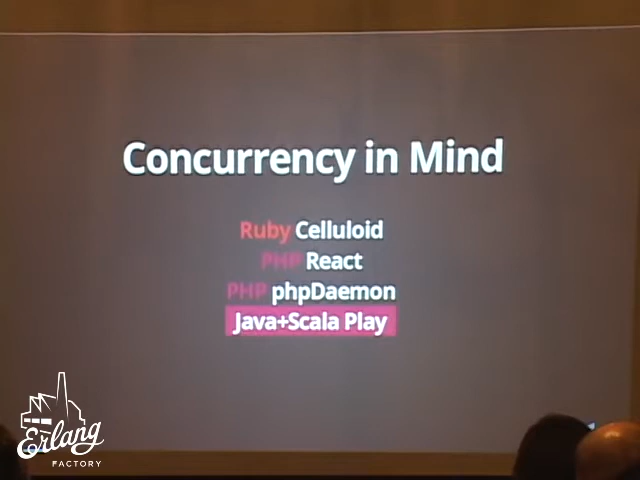 Concurrency in Mind
Ruby Celluloid
PHP React
PHP phpDaemon
Java+Scala Play
Erlang
FACTORY